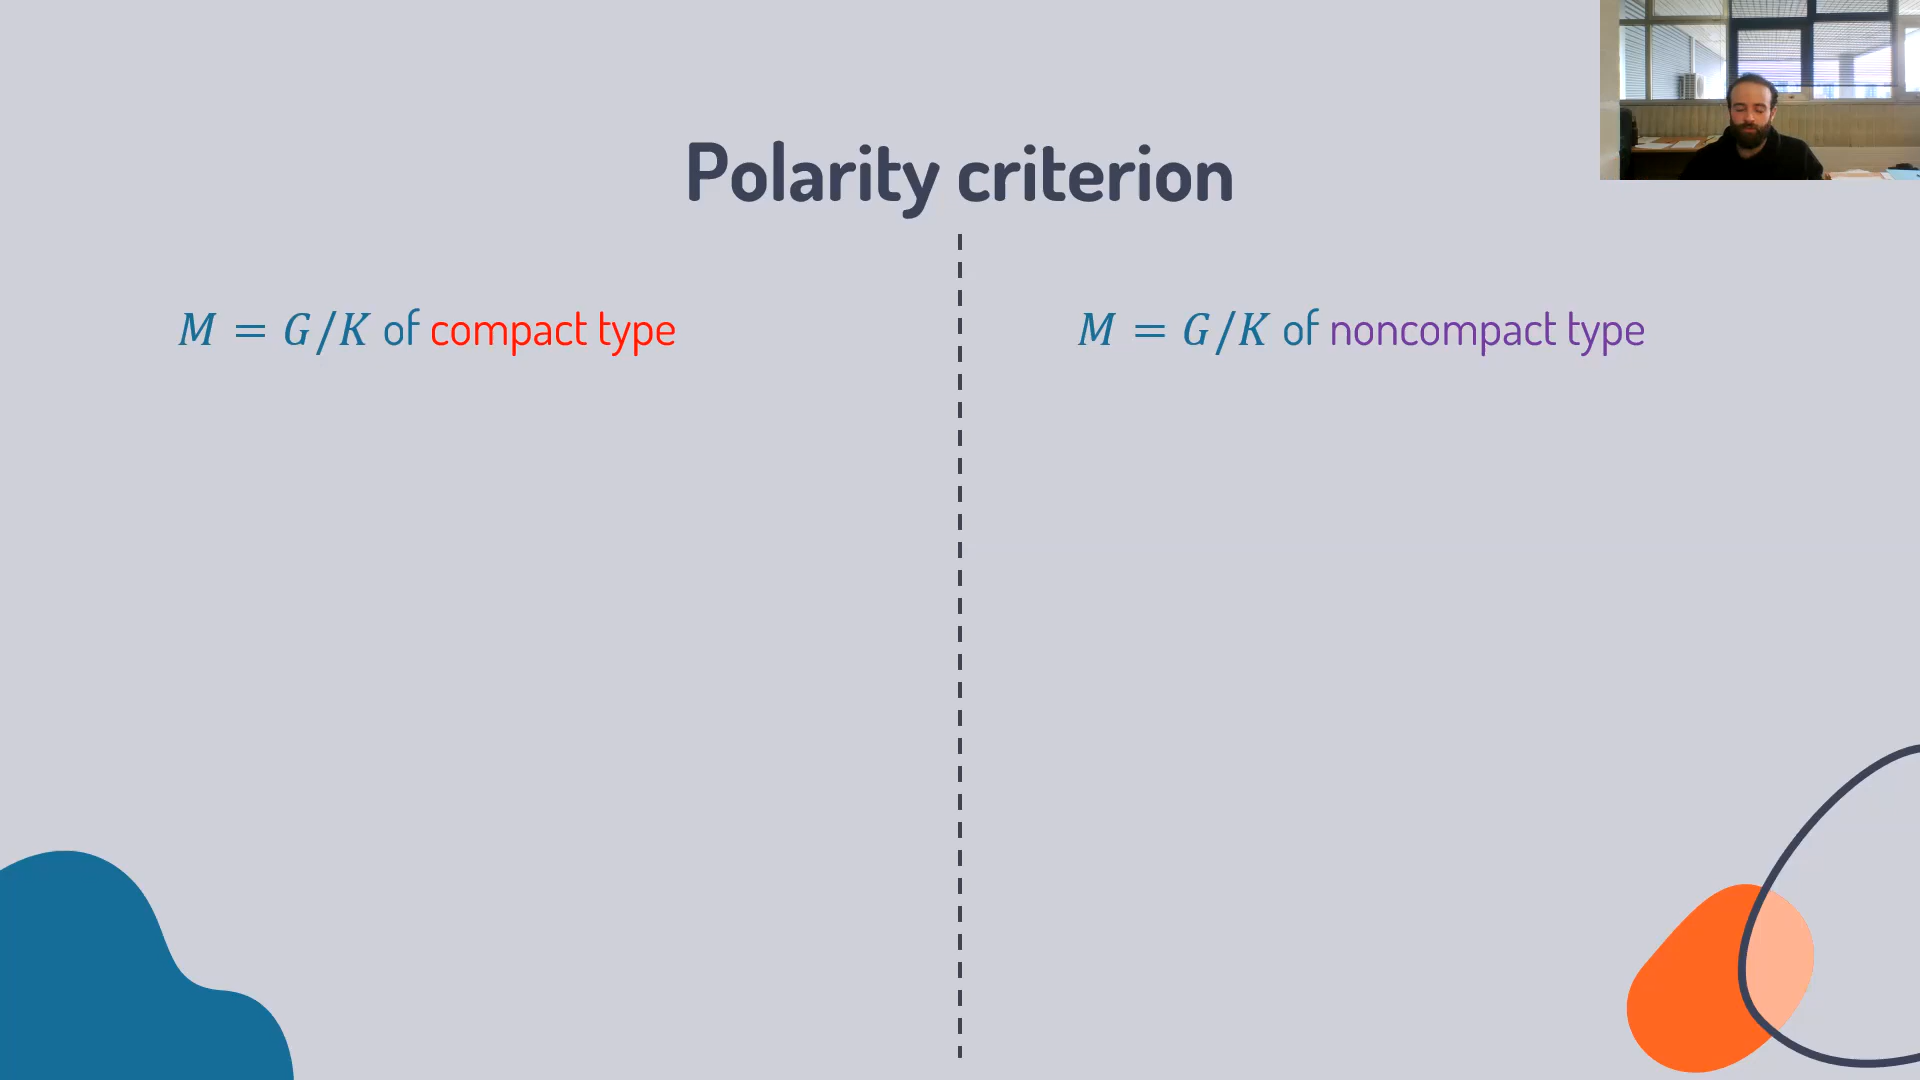 Polarity criterion
M = G/K of compact type
M = G/K of noncompact type